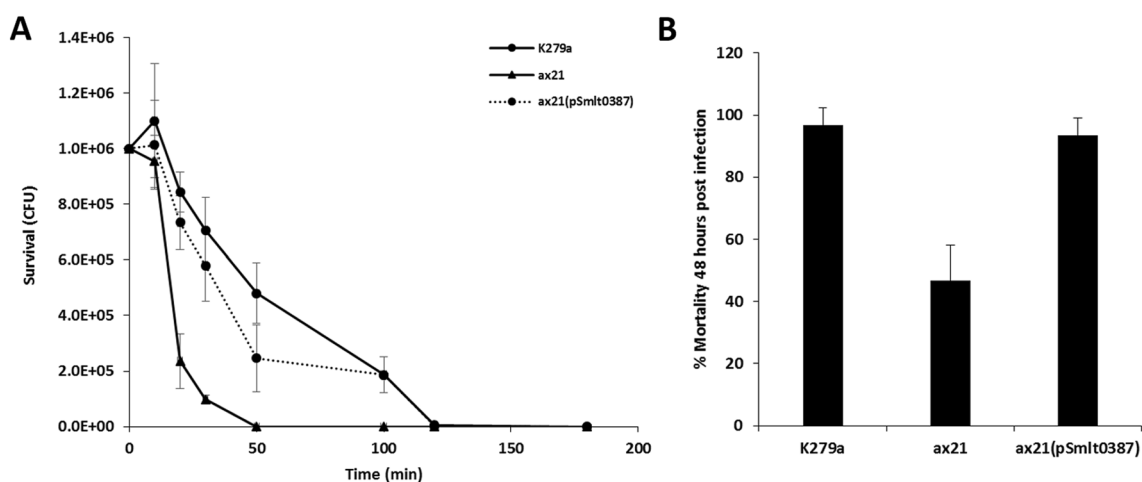 A
Survival (CFU)
1.4E+06
1.2E+06
1.0E+06
8.0E+05
6.0E+05
4.0E+05
2.0E+05
0.0E+00
0 50 100 150 200
Time (min)
K279a
ax21
ax21(pSmlt0387)
B
% Mortality 48 hours post infection
120
100
80
60
40
20
0
K279a ax21 ax21(pSmlt0387)